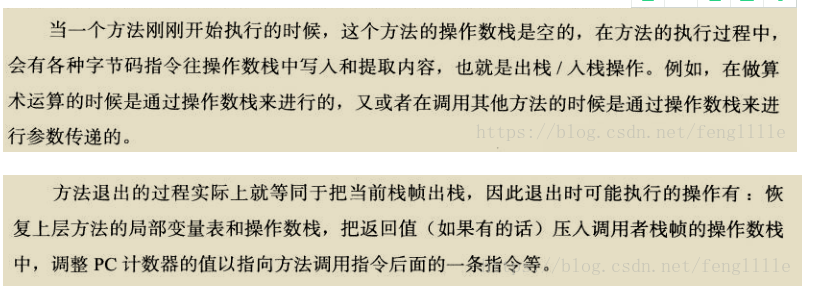 当一个方法刚刚开始执行的时候，这个方法的操作数栈是空的，在方法的执行过程中，
会有各种字节码指令往操作数栈中写入和提取内容，也就是出栈 / 入栈操作。例如，在做算
术运算的时候是通过操作数栈来进行的，又或者在调用其他方法的时候是通过操作数栈来进
行参数传递的。
https://blog.csdn.net/fengllllle
方法退出的过程实际上就等同于把当前栈帧出栈，因此退出时可能执行的操作有：恢
复上层方法的局部变量表和操作数栈，把返回值（如果有的话）压入调用者栈帧的操作数栈
中，调整 PC 计数器的值以指向方法调用指令后面的一条指令等。
blog.csdn.net/fengllllle